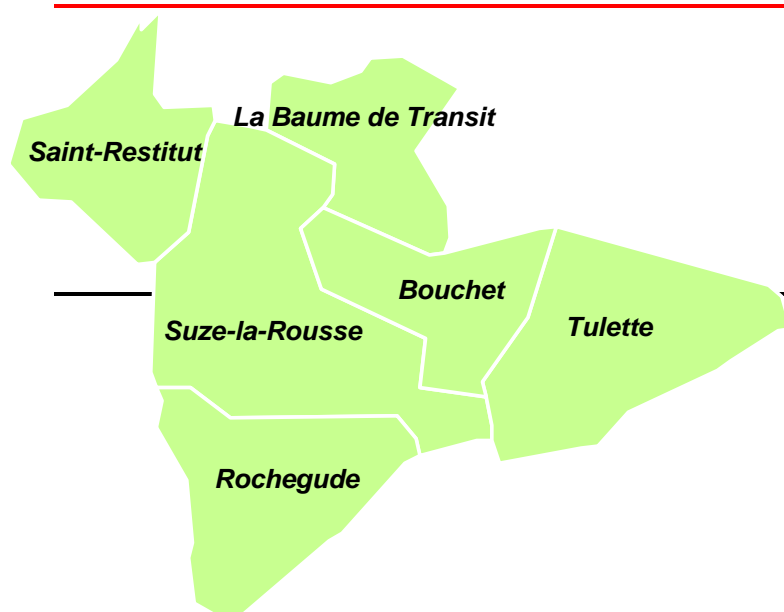 La Baume de Transit
Saint-Restitut
Bouchet
Suze-la-Rousse
Tulette
Rochegude